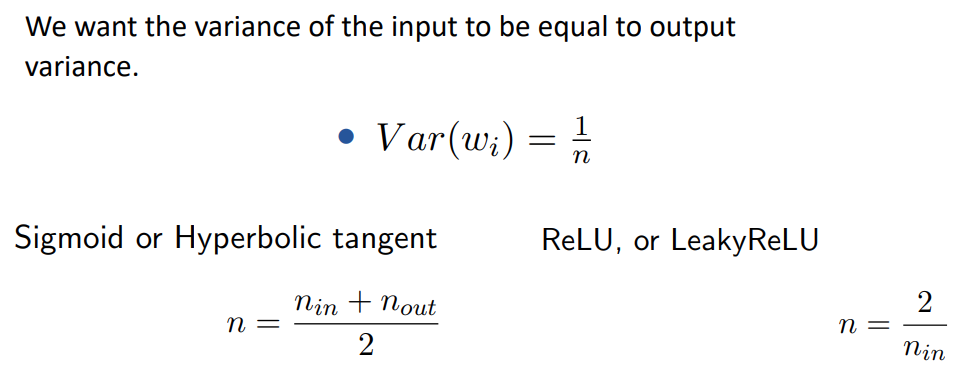 We want the variance of the input to be equal to output
variance.
• Var(w_i) = 1/n
Sigmoid or Hyperbolic tangent
ReLU, or LeakyReLU
n = (n_in + n_out)/2
n = 2/n_in